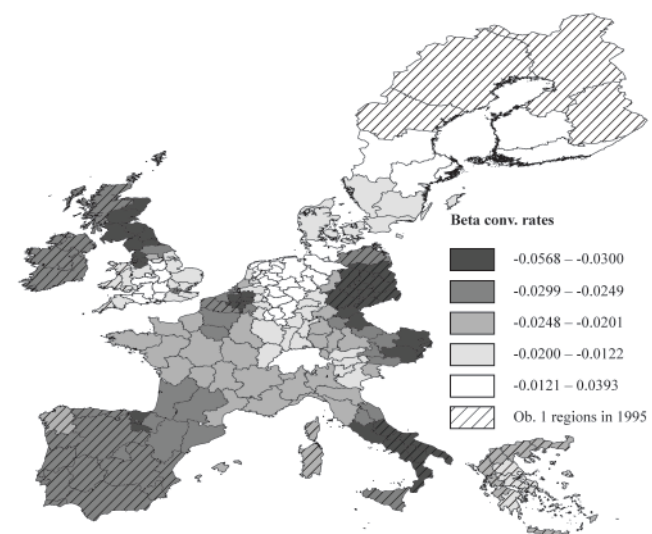 Beta conv. rates
-0.0568 – -0.0300
-0.0299 – -0.0249
-0.0248 – -0.0201
-0.0200 – -0.0122
-0.0121 – 0.0393
Ob. 1 regions in 1995